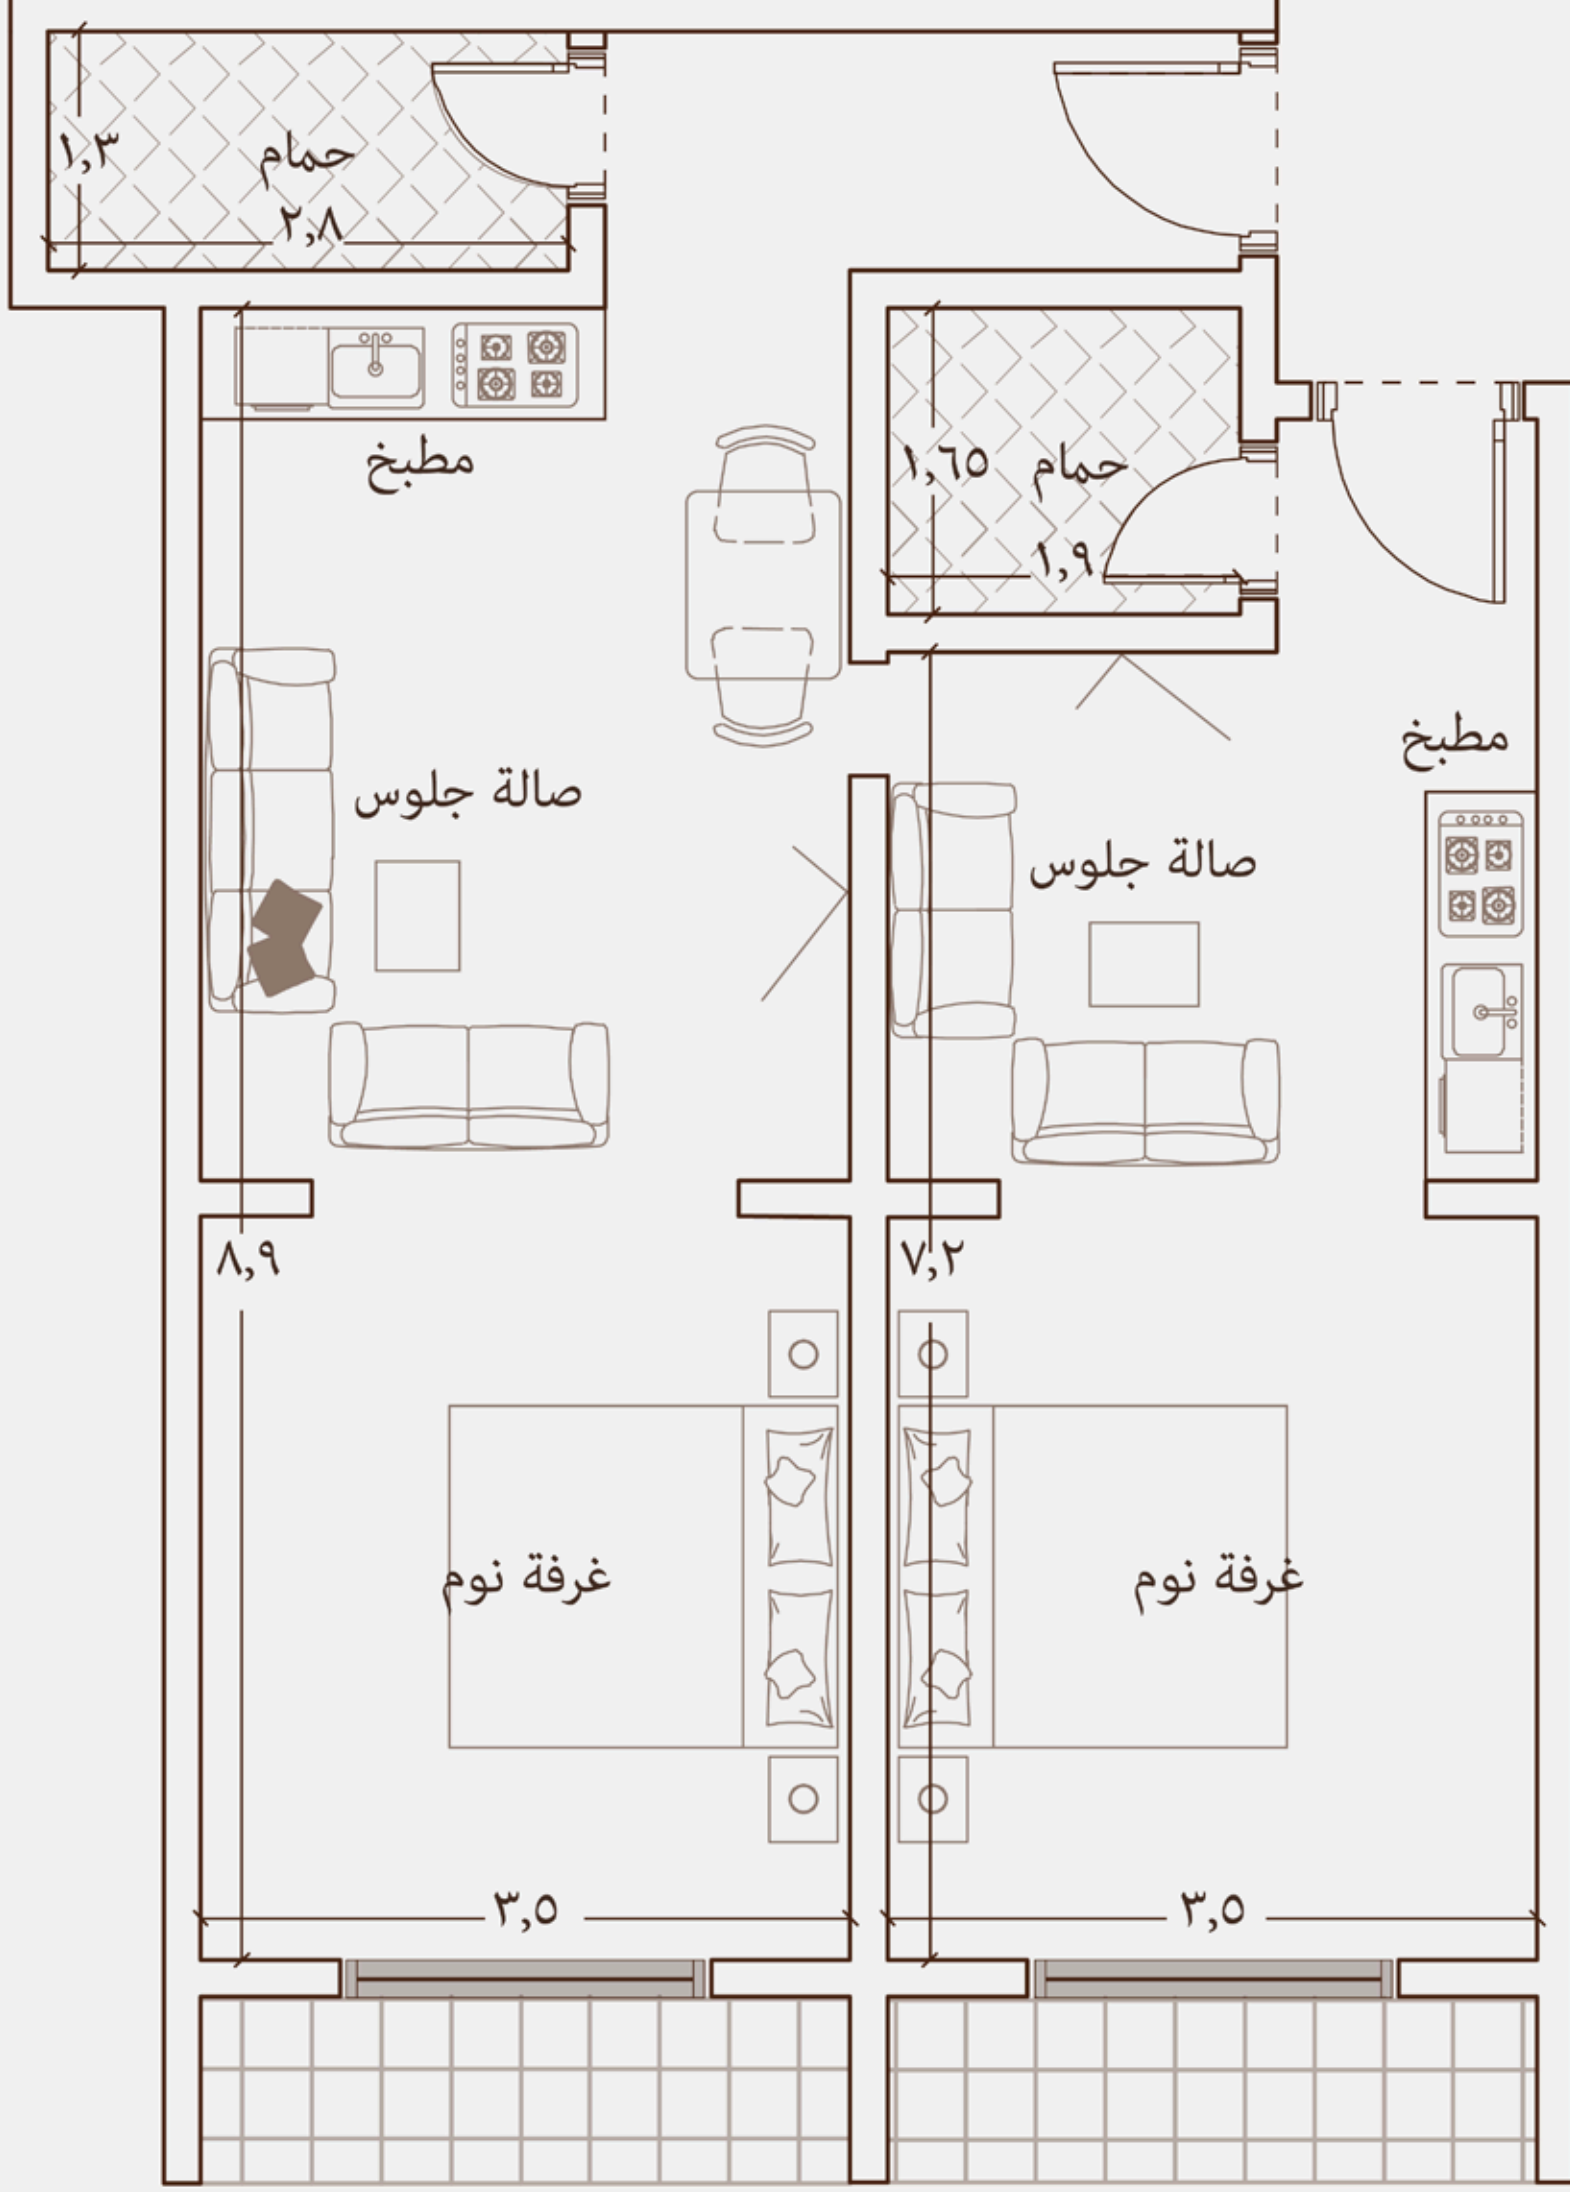 حمام
١,٣
٢,٨
مطبخ
حمام
١,٦٥
١,٩
مطبخ
صالة جلوس
صالة جلوس
٨,٩
٧,٢
غرفة نوم
غرفة نوم
٣,٥
٣,٥